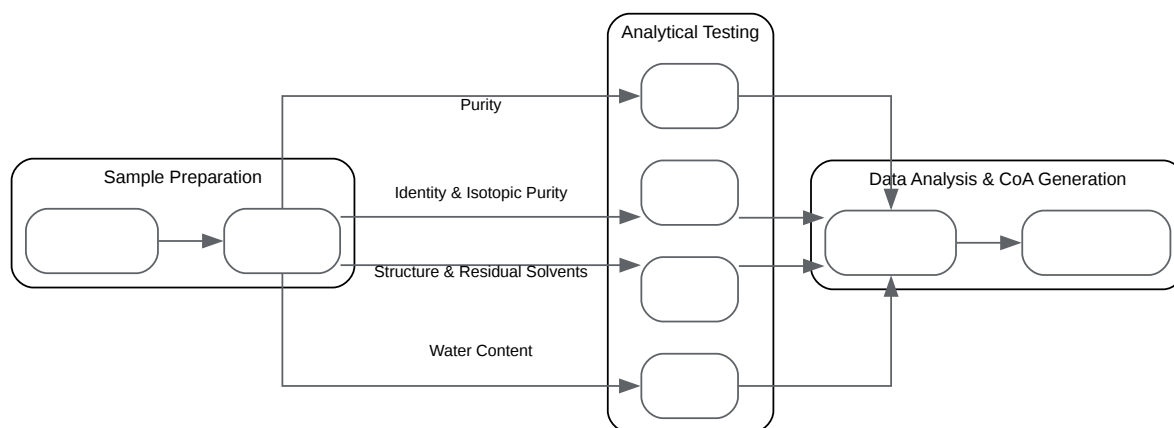 Analytical Testing
Purity
Sample Preparation
Data Analysis & CoA Generation
Identity & Isotopic Purity
Structure & Residual Solvents
Water Content